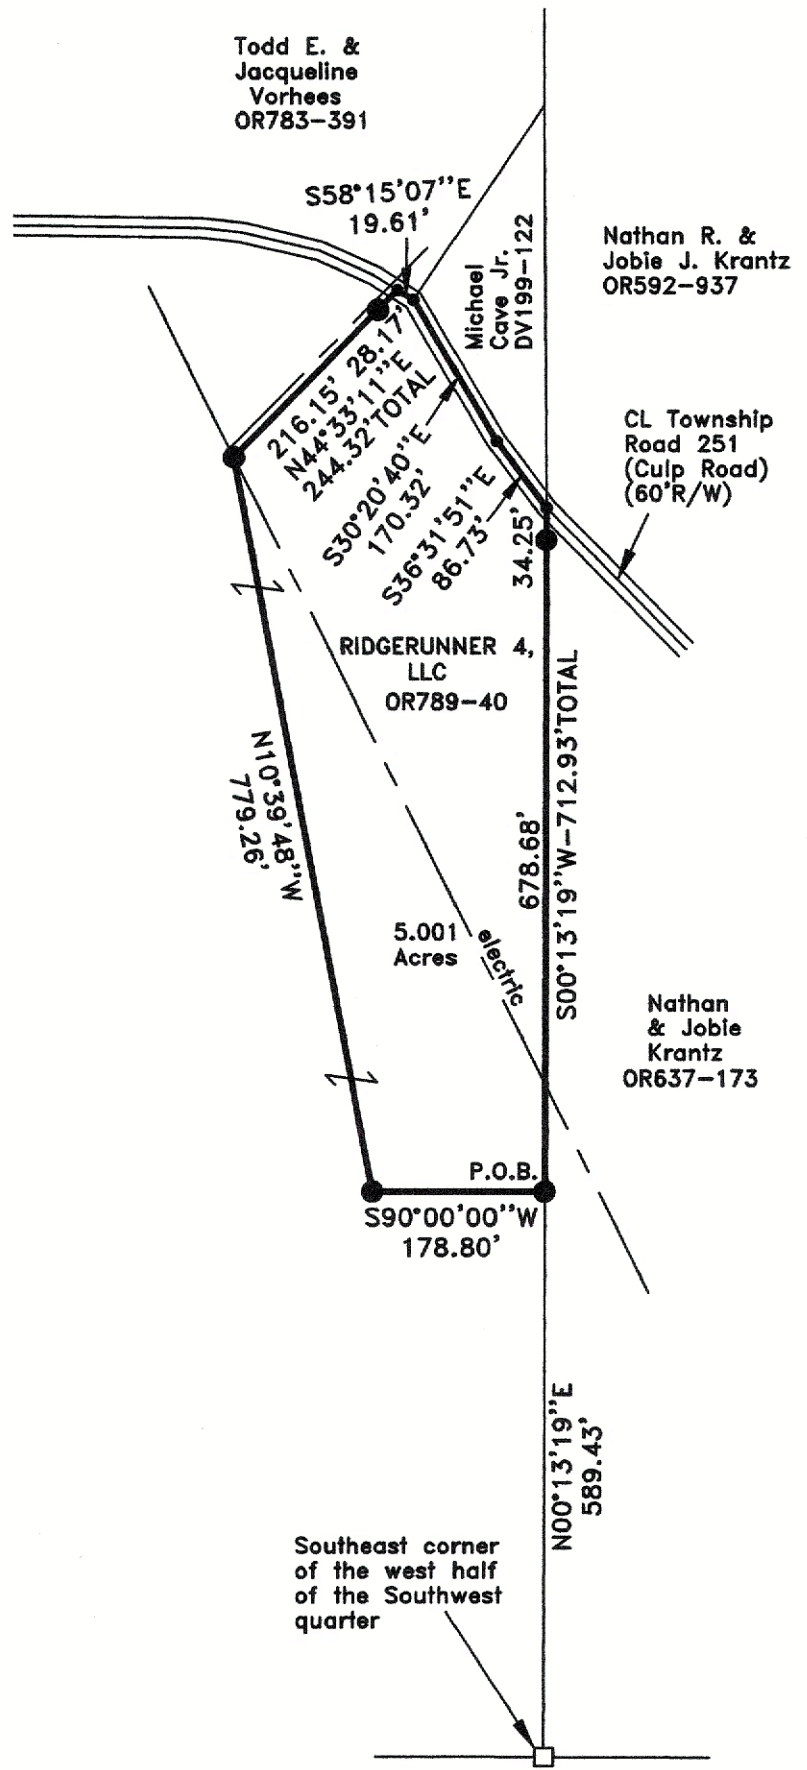 Todd E. &
Jacqueline
Vorhees
OR783-391
S58°15'07"E
19.61'
Michael
Cave Jr.
DV199-122
Nathan R. &
Jobie J. Krantz
OR592-937
216.15' 28.17'
N44°33'11"E
244.32'TOTAL
S30°20'40"E
170.32'
S36°31'51"E
86.73'
34.25'
CL Township
Road 251
(Culp Road)
(60'R/W)
RIDGERUNNER 4,
LLC
OR789-40
N10°39'48"W
779.26'
678.68'
S00°13'19"W-712.93'TOTAL
5.001
Acres
electric
Nathan
& Jobie
Krantz
OR637-173
P.O.B.
S90°00'00"W
178.80'
N00°13'19"E
589.43'
Southeast corner
of the west half
of the Southwest
quarter